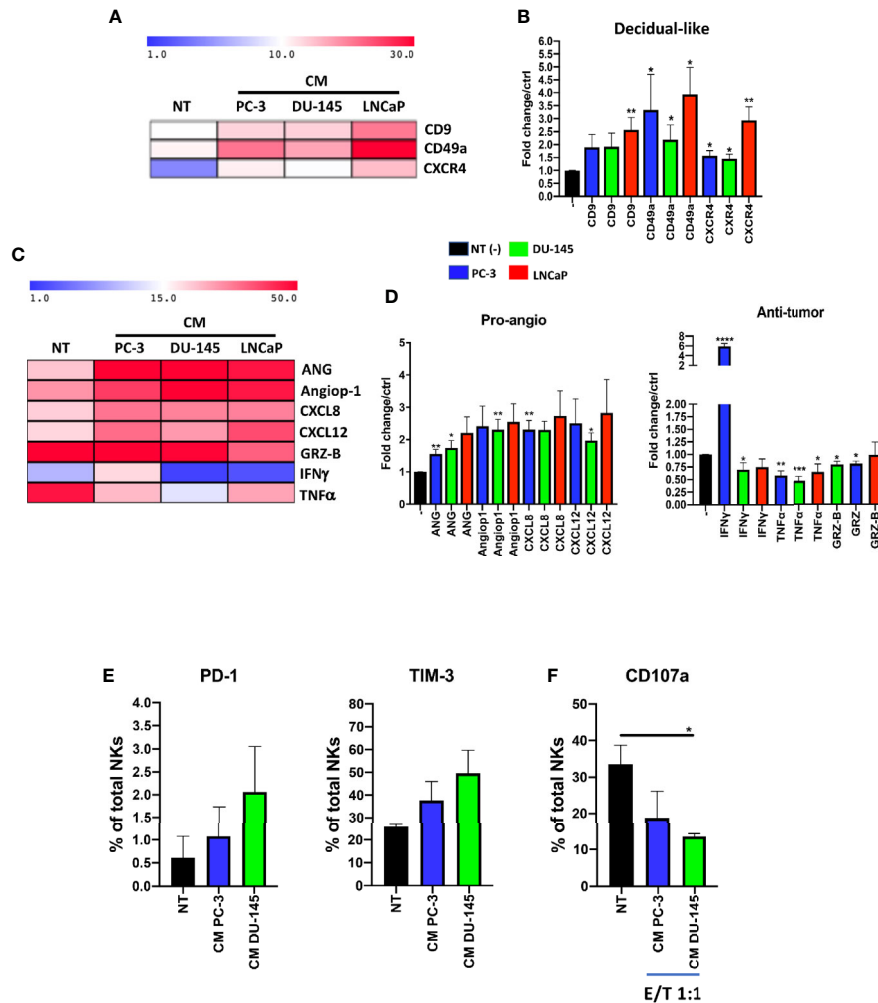 A
1.0 10.0 30.0
CM
NT PC-3 DU-145 LNCaP
CD9
CD49a
CXCR4
B
Decidual-like
Fold change/ctrl
6.0
5.5
5.0
4.5
4.0
3.5
3.0
2.5
2.0
1.5
1.0
0.5
0.0
** * * * * * **
- CD9 CD9 CD9 CD49a CD49a CD49a CXCR4 CXR4 CXCR4
NT (-) DU-145
PC-3 LNCaP
C
1.0 15.0 50.0
CM
NT PC-3 DU-145 LNCaP
ANG
Angiop-1
CXCL8
CXCL12
GRZ-B
IFNγ
TNFα
D
Pro-angio
Fold change/ctrl
5
4
3
2
1
0
** * ** ** *
- ANG ANG ANG Angiop1 Angiop1 Angiop1 CXCL8 CXCL8 CXCL8 CXCL12 CXCL12 CXCL12
Anti-tumor
Fold change/ctrl
8
6
4
2
2.00
1.75
1.50
1.25
1.00
0.75
0.50
0.25
0.00
**** * ** *** * * *
- IFNγ IFNγ IFNγ TNFα TNFα TNFα GRZ-B GRZ GRZ-B
E
PD-1
% of total NKs
4.0
3.5
3.0
2.5
2.0
1.5
1.0
0.5
0.0
NT CM PC-3 CM DU-145
TIM-3
% of total NKs
80
70
60
50
40
30
20
0
NT CM PC-3 CM DU-145
F
CD107a
% of total NKs
50
40
30
20
10
0
*
NT CM PC-3 CM DU-145
E/T 1:1